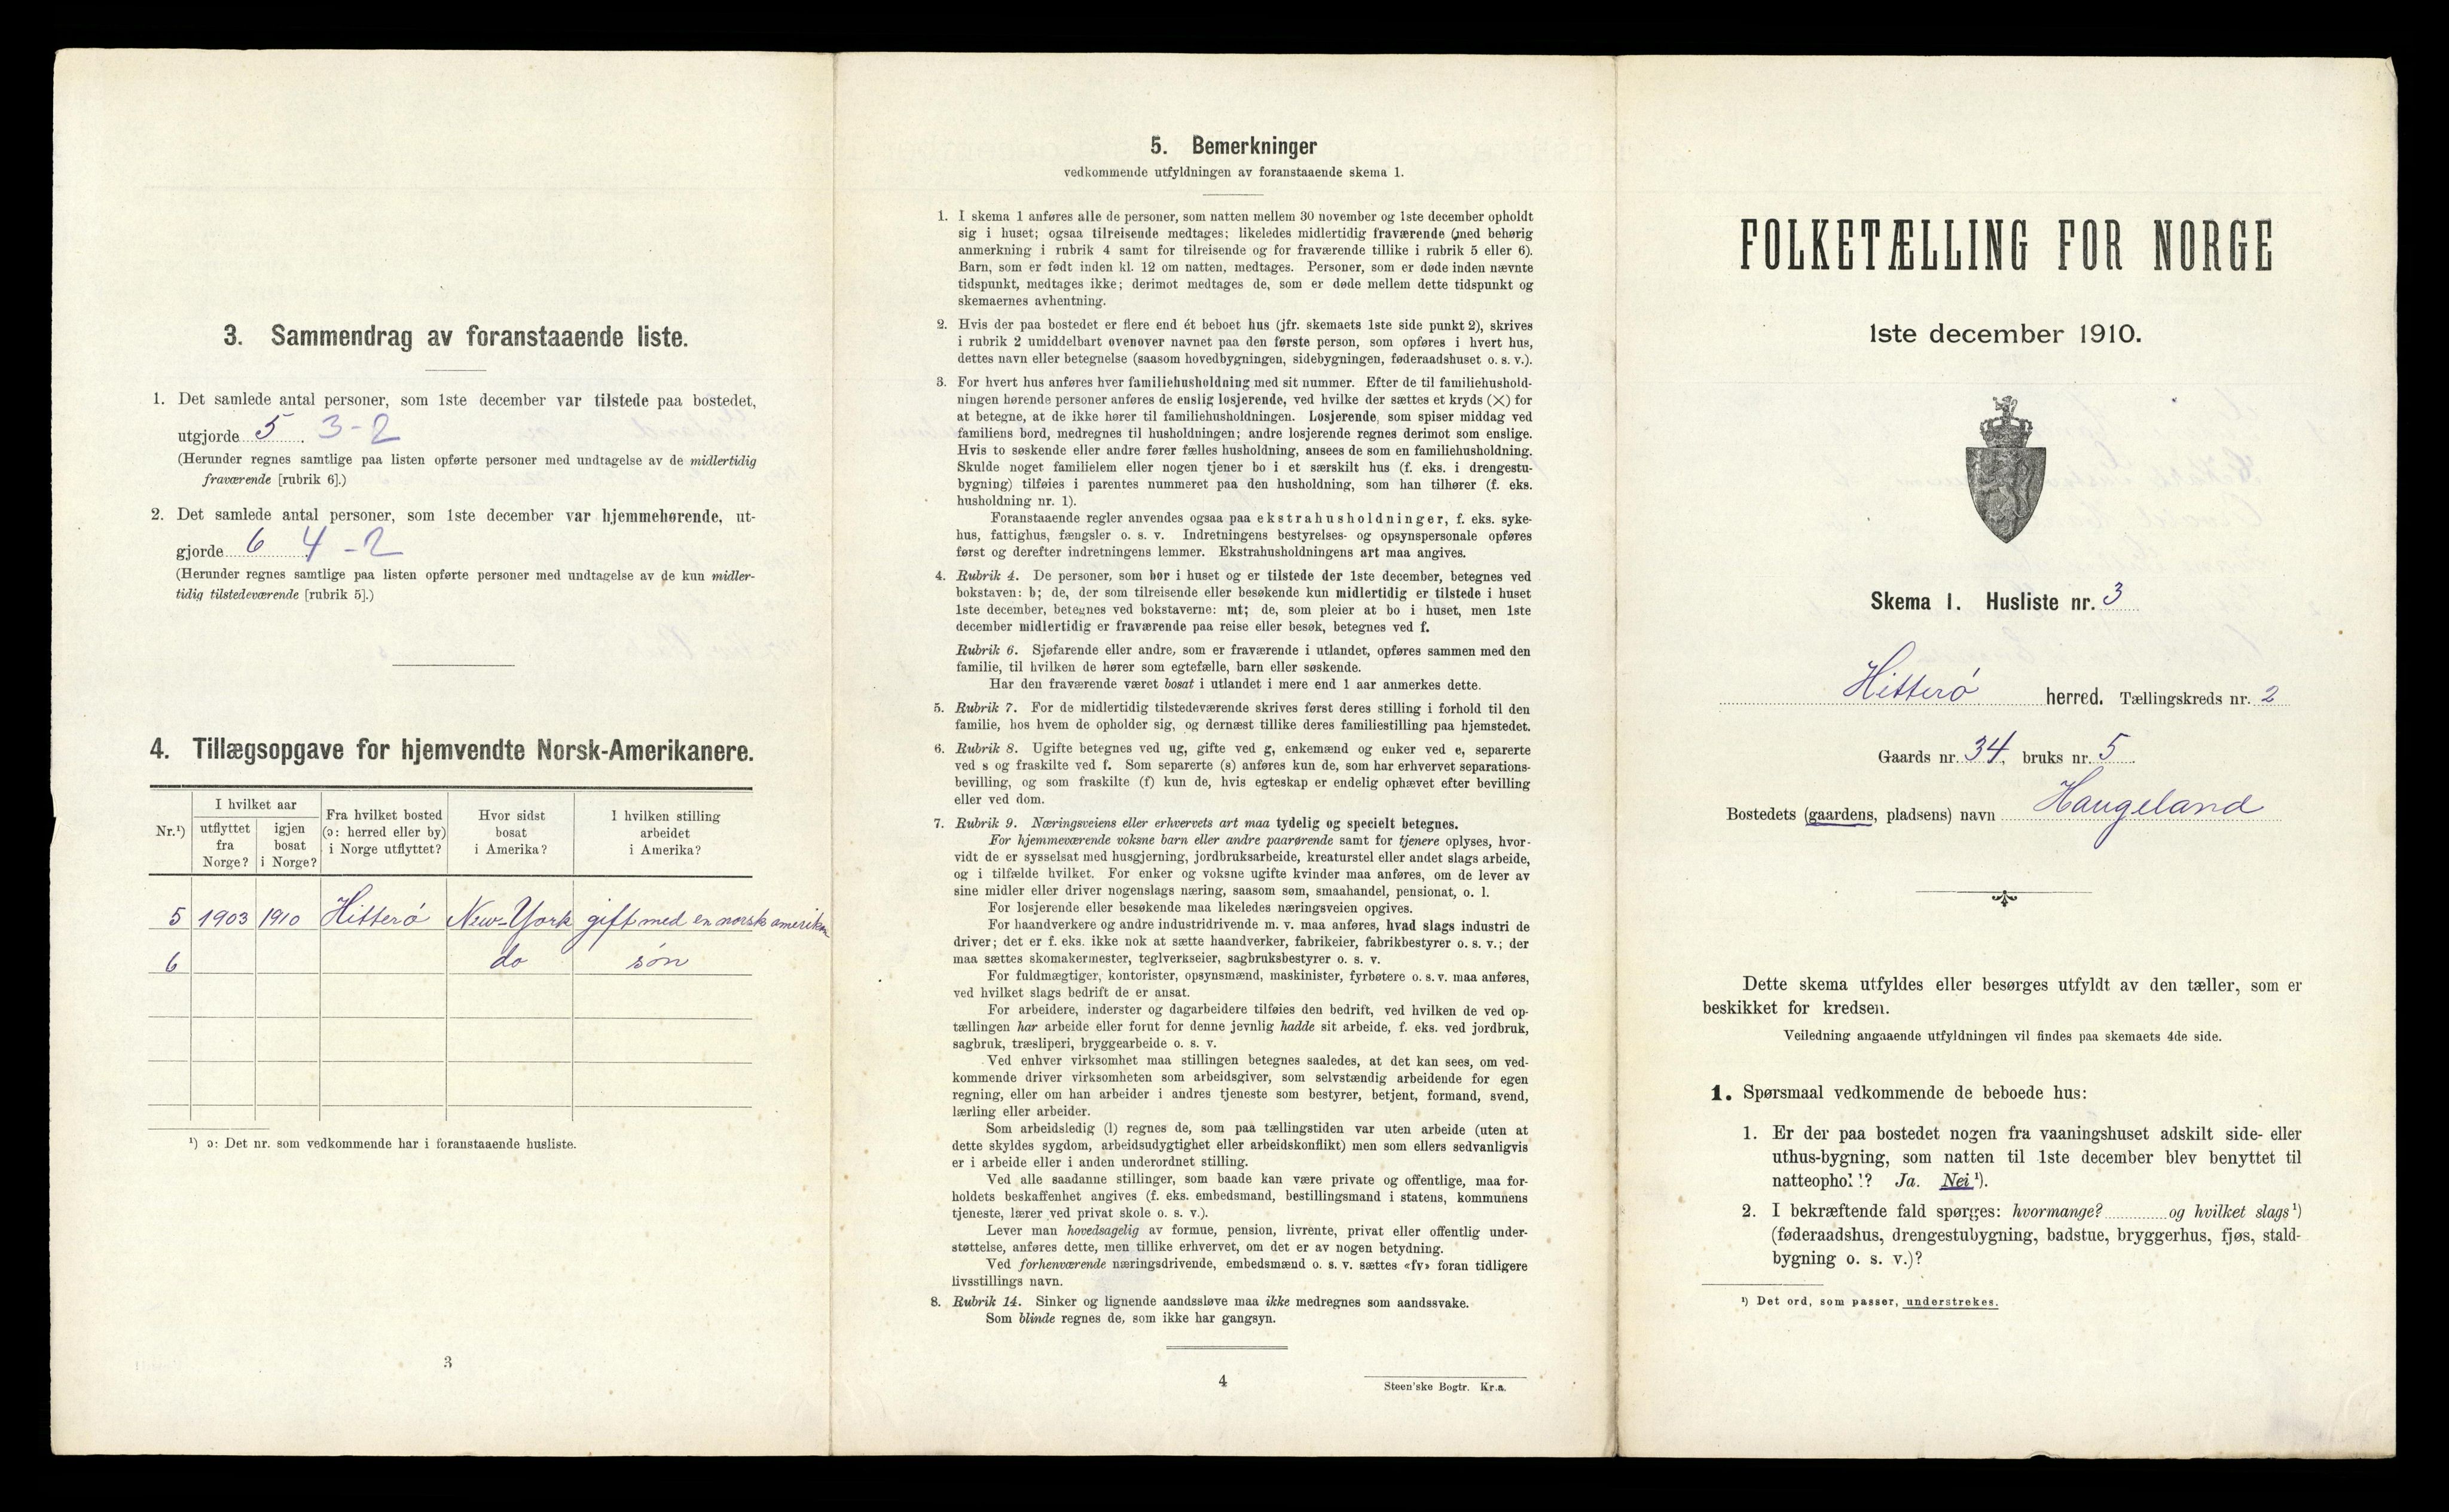 3. Sammendrag av foranstaaende liste.
1. Det samlede antal personer, som 1ste december var tilstede paa bostedet,
utgjorde 5. 3-2
(Herunder regnes samtlige paa listen opførte personer med undtagelse av de midlertidig
fraværende [rubrik 6].)
2. Det samlede antal personer, som 1ste december var hjemmehørende, ut-
gjorde 6 4-2
(Herunder regnes samtlige paa listen opførte personer med undtagelse av de kun midler-
tidig tilstedeværende [rubrik 5].)
4. Tillægsopgave for hjemvendte Norsk-Amerikanere.
Nr.¹)
I hvilket aar
utflyttet fra Norge?
igjen bosat i Norge?
Fra hvilket bosted (ɔ: herred eller by) i Norge utflyttet?
Hvor sidst bosat i Amerika?
I hvilken stilling arbeidet i Amerika?
5 1903 1910 Hitterø New-York gift med en norsk amerikan
6 do søn
¹) ɔ: Det nr. som vedkommende har i foranstaaende husliste.
3
5. Bemerkninger
vedkommende utfyldningen av foranstaaende skema 1.
1. I skema 1 anføres alle de personer, som natten mellem 30 november og 1ste december opholdt
sig i huset; ogsaa tilreisende medtages; likeledes midlertidig fraværende (med behørig
anmerkning i rubrik 4 samt for tilreisende og for fraværende tillike i rubrik 5 eller 6).
Barn, som er født inden kl. 12 om natten, medtages. Personer, som er døde inden nævnte
tidspunkt, medtages ikke; derimot medtages de, som er døde mellem dette tidspunkt og
skemaernes avhentning.
2. Hvis der paa bostedet er flere end ét beboet hus (jfr. skemaets 1ste side punkt 2), skrives
i rubrik 2 umiddelbart ovenover navnet paa den første person, som opføres i hvert hus,
dettes navn eller betegnelse (saasom hovedbygningen, sidebygningen, føderaadshuset o. s. v.).
3. For hvert hus anføres hver familiehusholdning med sit nummer. Efter de til familiehushold-
ningen hørende personer anføres de enslig losjerende, ved hvilke der sættes et kryds (×) for
at betegne, at de ikke hører til familiehusholdningen. Losjerende, som spiser middag ved
familiens bord, medregnes til husholdningen; andre losjerende regnes derimot som enslige.
Hvis to søskende eller andre fører fælles husholdning, ansees de som en familiehusholdning.
Skulde noget familielem eller nogen tjener bo i et særskilt hus (f. eks. i drengestu-
bygning) tilføies i parentes nummeret paa den husholdning, som han tilhører (f. eks.
husholdning nr. 1).
Foranstaaende regler anvendes ogsaa paa ekstrahusholdninger, f. eks. syke-
hus, fattighus, fængsler o. s. v. Indretningens bestyrelses- og opsynspersonale opføres
først og derefter indretningens lemmer. Ekstrahusholdningens art maa angives.
4. Rubrik 4. De personer, som bor i huset og er tilstede der 1ste december, betegnes ved
bokstaven: b; de, der som tilreisende eller besøkende kun midlertidig er tilstede i huset
1ste december, betegnes ved bokstaverne: mt; de, som pleier at bo i huset, men 1ste
december midlertidig er fraværende paa reise eller besøk, betegnes ved f.
Rubrik 6. Sjøfarende eller andre, som er fraværende i utlandet, opføres sammen med den
familie, til hvilken de hører som egtefælle, barn eller søskende.
Har den fraværende været bosat i utlandet i mere end 1 aar anmerkes dette.
5. Rubrik 7. For de midlertidig tilstedeværende skrives først deres stilling i forhold til den
familie, hos hvem de opholder sig, og dernæst tillike deres familiestilling paa hjemstedet.
6. Rubrik 8. Ugifte betegnes ved ug, gifte ved g, enkemænd og enker ved e, separerte
ved s og fraskilte ved f. Som separerte (s) anføres kun de, som har erhvervet separations-
bevilling, og som fraskilte (f) kun de, hvis egteskap er endelig ophævet efter bevilling
eller ved dom.
7. Rubrik 9. Næringsveiens eller erhvervets art maa tydelig og specielt betegnes.
For hjemmeværende voksne barn eller andre paarørende samt for tjenere oplyses, hvor-
vidt de er sysselsat med husgjerning, jordbruksarbeide, kreaturstel eller andet slags arbeide,
og i tilfælde hvilket. For enker og voksne ugifte kvinder maa anføres, om de lever av
sine midler eller driver nogenslags næring, saasom søm, smaahandel, pensionat, o. l.
For losjerende eller besøkende maa likeledes næringsveien opgives.
For haandverkere og andre industridrivende m. v. maa anføres, hvad slags industri de
driver; det er f. eks. ikke nok at sætte haandverker, fabrikeier, fabrikbestyrer o. s. v.; der
maa sættes skomakermester, teglverkseier, sagbruksbestyrer o. s. v.
For fuldmægtiger, kontorister, opsynsmænd, maskinister, fyrbøtere o. s. v. maa anføres,
ved hvilket slags bedrift de er ansat.
For arbeidere, inderster og dagarbeidere tilføies den bedrift, ved hvilken de ved op-
tællingen har arbeide eller forut for denne jevnlig hadde sit arbeide, f. eks. ved jordbruk,
sagbruk, træsliperi, bryggearbeide o. s. v.
Ved enhver virksomhet maa stillingen betegnes saaledes, at det kan sees, om ved-
kommende driver virksomheten som arbeidsgiver, som selvstændig arbeidende for egen
regning, eller om han arbeider i andres tjeneste som bestyrer, betjent, formand, svend,
lærling eller arbeider.
Som arbeidsledig (l) regnes de, som paa tællingstiden var uten arbeide (uten at
dette skyldes sygdom, arbeidsudygtighet eller arbeidskonflikt) men som ellers sedvanligvis
er i arbeide eller i anden underordnet stilling.
Ved alle saadanne stillinger, som baade kan være private og offentlige, maa for-
holdets beskaffenhet angives (f. eks. embedsmand, bestillingsmand i statens, kommunens
tjeneste, lærer ved privat skole o. s. v.).
Lever man hovedsagelig av formue, pension, livrente, privat eller offentlig under-
støttelse, anføres dette, men tillike erhvervet, om det er av nogen betydning.
Ved forhenværende næringsdrivende, embedsmænd o. s. v. sættes «fv» foran tidligere
livsstillings navn.
8. Rubrik 14. Sinker og lignende aandssløve maa ikke medregnes som aandssvake.
Som blinde regnes de, som ikke har gangsyn.
4
Steen'ske Bogtr. Kr.a.
FOLKETÆLLING FOR NORGE
1ste december 1910.
Skema 1. Husliste nr. 3
Hitterø herred. Tællingskreds nr. 2
Gaards nr. 34, bruks nr. 5.
Bostedets (gaardens, pladsens) navn Haugeland
Dette skema utfyldes eller besørges utfyldt av den tæller, som er
beskikket for kredsen.
Veiledning angaaende utfyldningen vil findes paa skemaets 4de side.
1. Spørsmaal vedkommende de beboede hus:
1. Er der paa bostedet nogen fra vaaningshuset adskilt side- eller
uthus-bygning, som natten til 1ste december blev benyttet til
natteophold? Ja. Nei ¹).
2. I bekræftende fald spørges: hvormange? og hvilket slags ¹)
(føderaadshus, drengestubygning, badstue, bryggerhus, fjøs, stald-
bygning o. s. v.)?
¹) Det ord, som passer, understrekes.